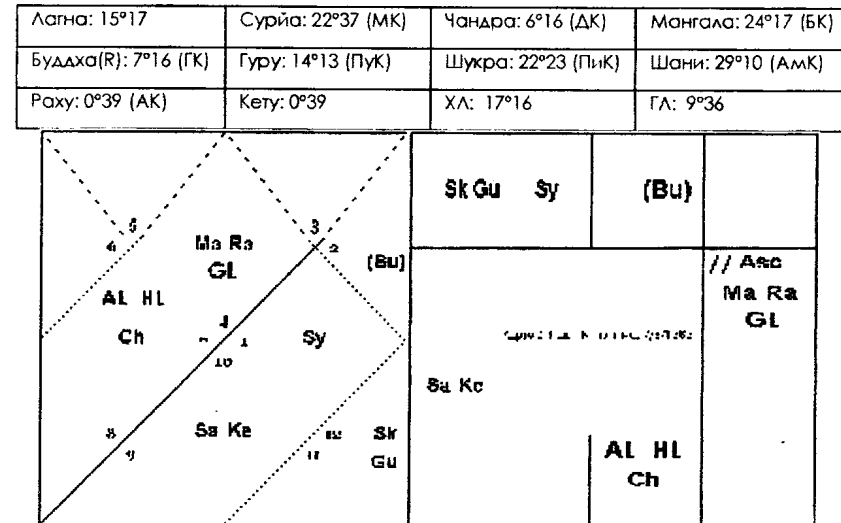 Лагна: 15°17 Сурйа: 22°37 (МК) Чандра: 6°16 (ДК) Мангала: 24°17 (БК)
Буддха(R): 7°16 (ГК) Гуру: 14°13 (ПуК) Шукра: 22°23 (ПиК) Шани: 29°10 (АмК)
Раху: 0°39 (АК) Кету: 0°39 ХЛ: 17°16 ГЛ: 9°36
5 3
4 2
Ma Ra
GL
(Bu)
AL HL
Ch
4
1
10
Sy
8
9
Sa Ke
12
11
Sk
Gu
Sk Gu Sy (Bu)
// Asc
Ma Ra
GL
Sa Ke
AL HL
Ch